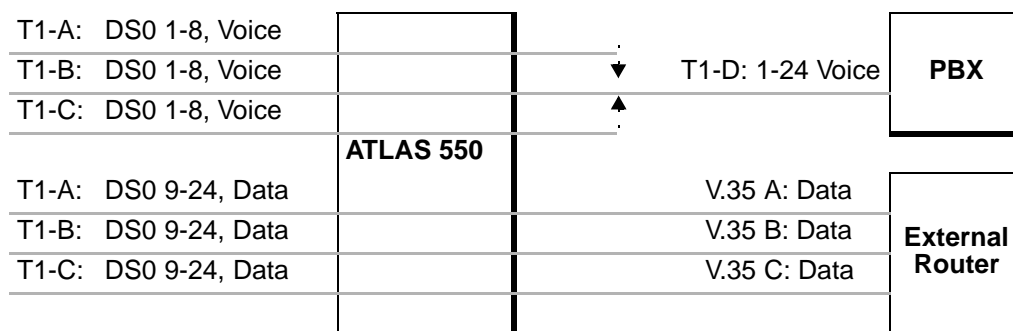 T1-A: DS0 1-8, Voice
T1-B: DS0 1-8, Voice
T1-D: 1-24 Voice
PBX
T1-C: DS0 1-8, Voice
ATLAS 550
T1-A: DS0 9-24, Data
V.35 A: Data
T1-B: DS0 9-24, Data
V.35 B: Data
External
Router
T1-C: DS0 9-24, Data
V.35 C: Data